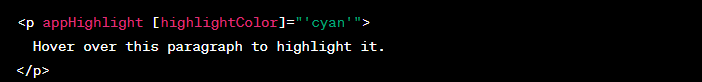 <p appHighlight [highlightColor]="'cyan'">
Hover over this paragraph to highlight it.
</p>